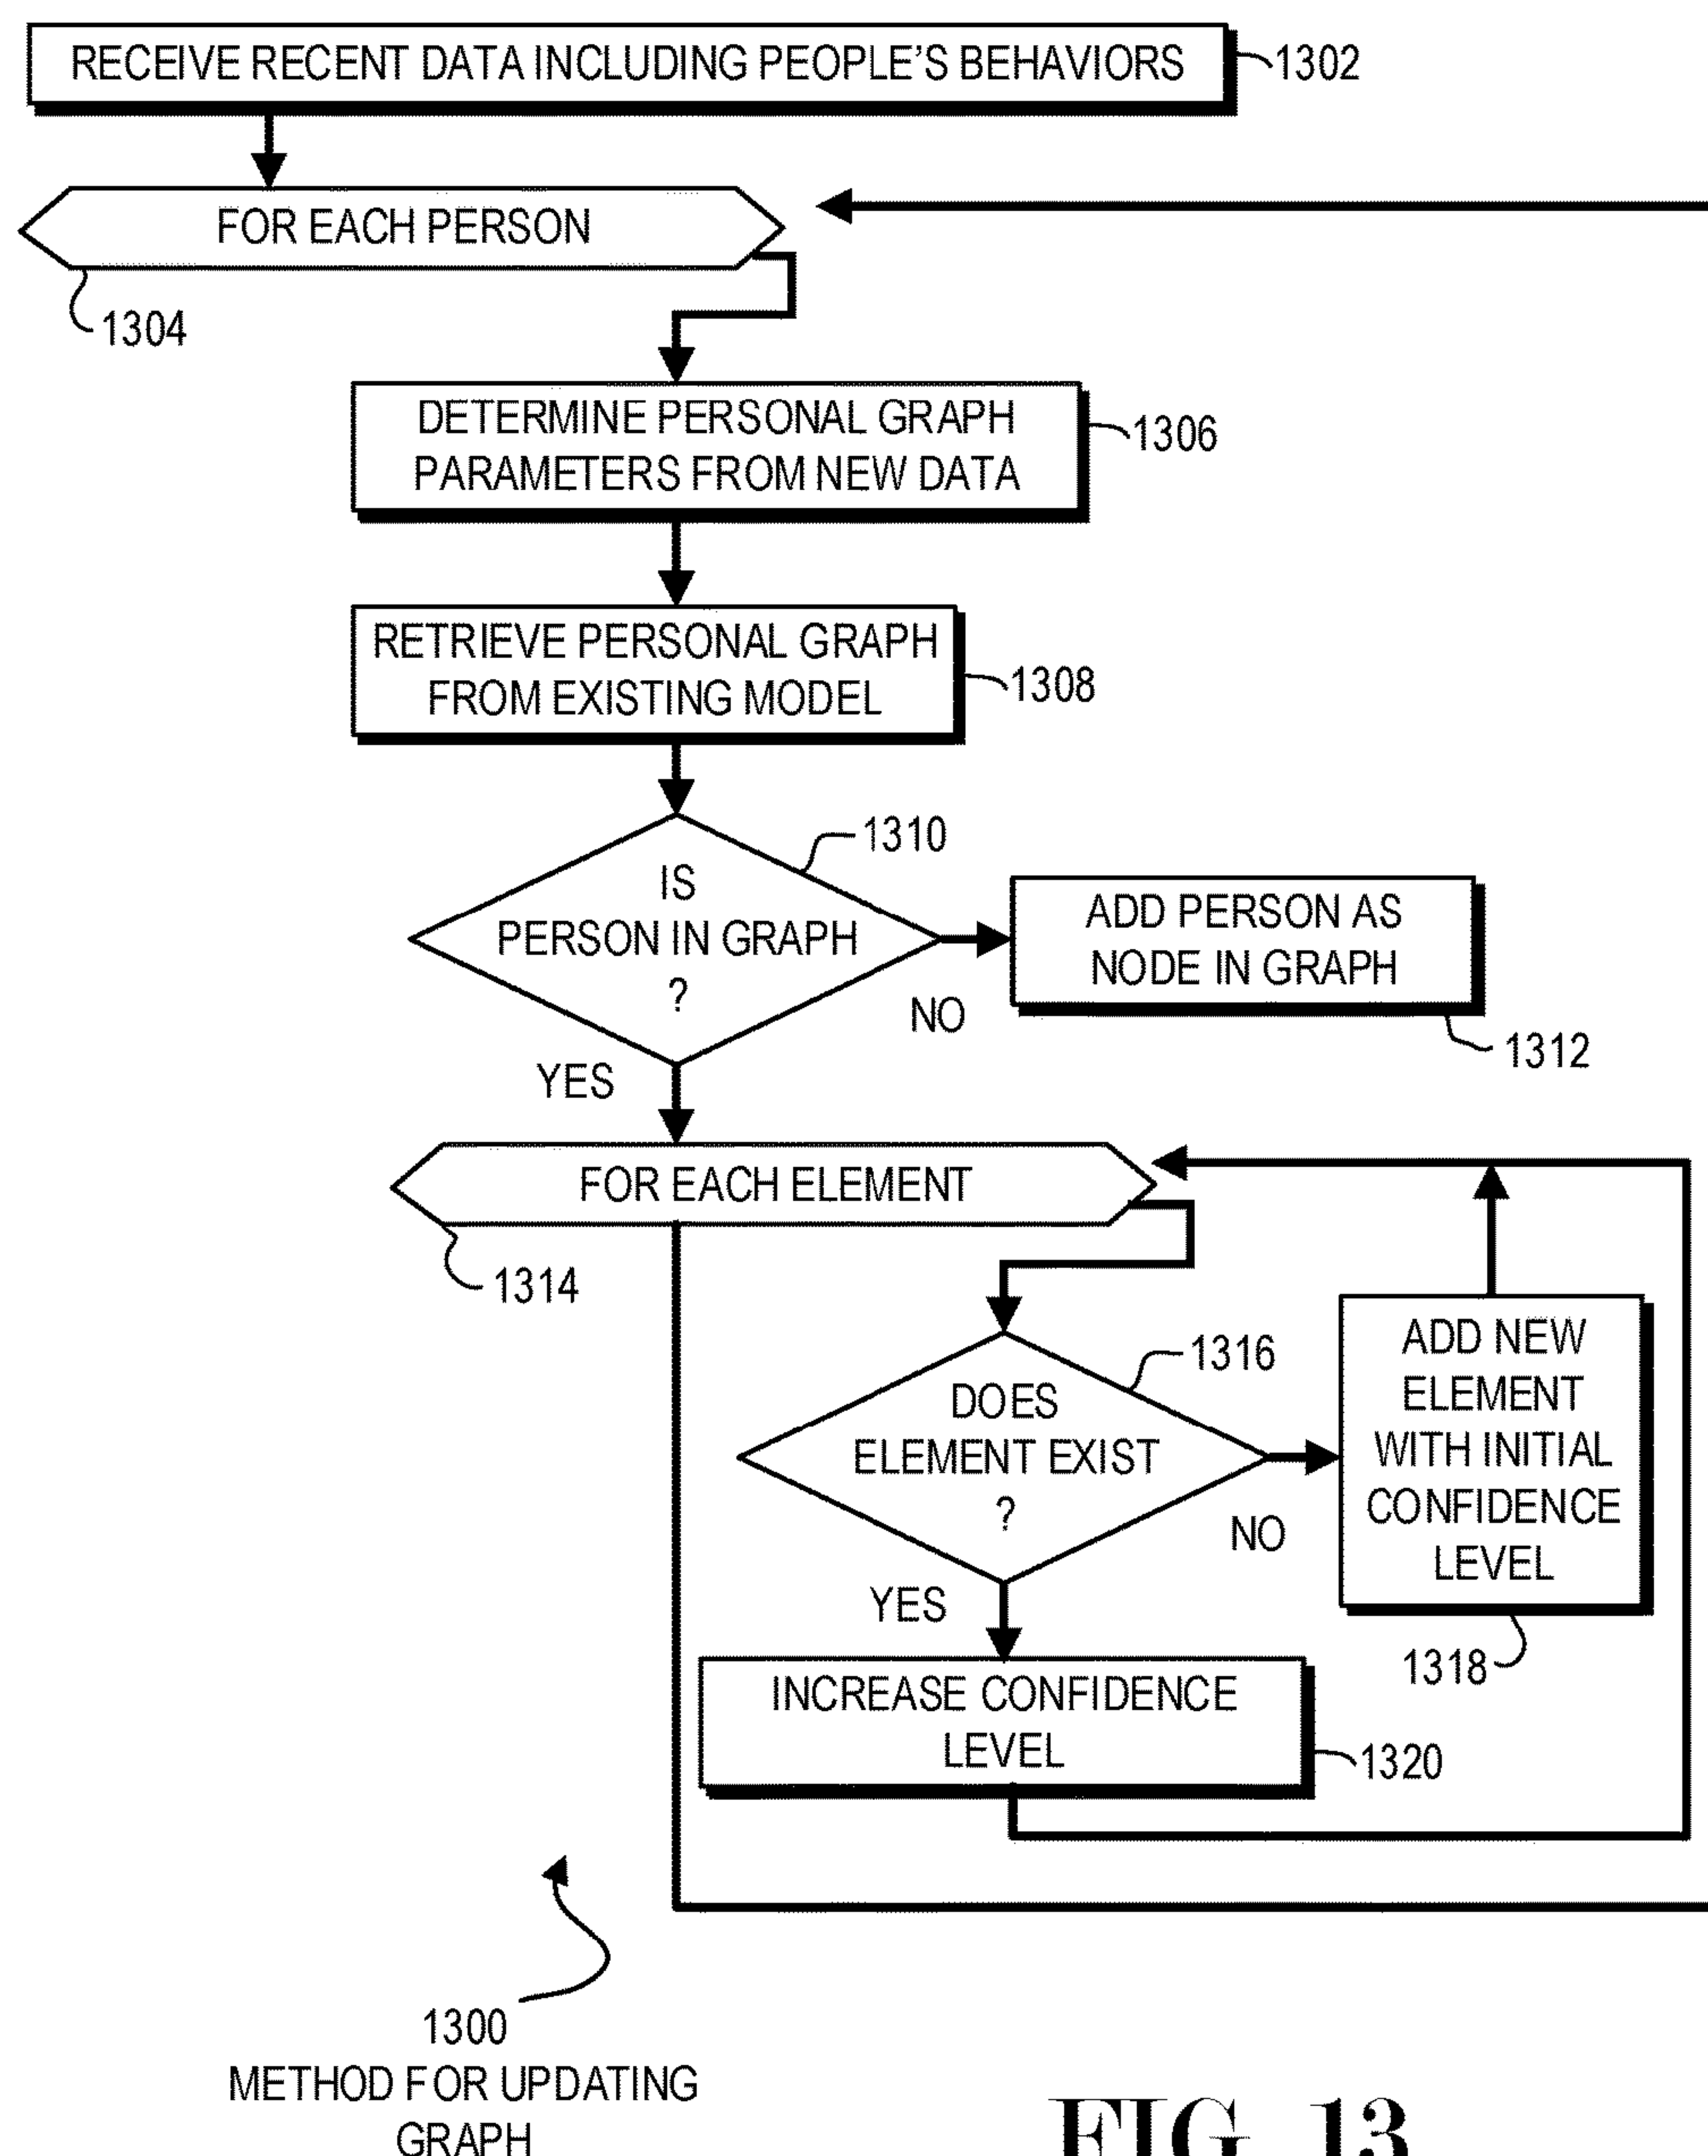 RECEIVE RECENT DATA INCLUDING PEOPLE'S BEHAVIORS
1302
FOR EACH PERSON
1304
DETERMINE PERSONAL GRAPH
PARAMETERS FROM NEW DATA
1306
RETRIEVE PERSONAL GRAPH
FROM EXISTING MODEL
1308
1310
IS
PERSON IN GRAPH
?
NO
YES
ADD PERSON AS
NODE IN GRAPH
1312
FOR EACH ELEMENT
1314
1316
DOES
ELEMENT EXIST
?
NO
YES
ADD NEW
ELEMENT
WITH INITIAL
CONFIDENCE
LEVEL
1318
INCREASE CONFIDENCE
LEVEL
1320
1300
METHOD FOR UPDATING
GRAPH
FIG. 13